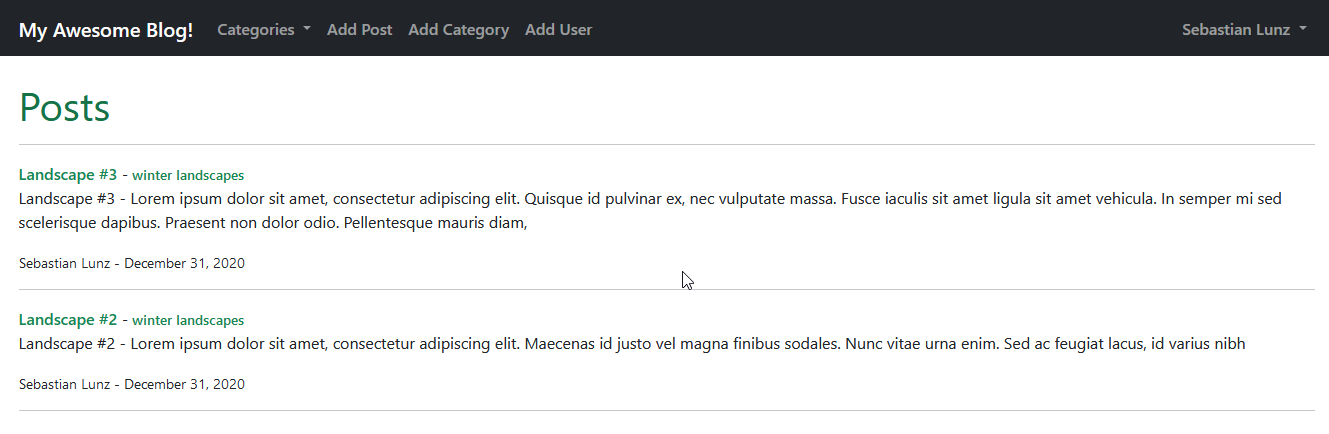 My Awesome Blog! Categories Add Post Add Category Add User Sebastian Lunz
Posts
Landscape #3 - winter landscapes
Landscape #3 - Lorem ipsum dolor sit amet, consectetur adipiscing elit. Quisque id pulvinar ex, nec vulputate massa. Fusce iaculis sit amet ligula sit amet vehicula. In semper mi sed
scelerisque dapibus. Praesent non dolor odio. Pellentesque mauris diam,
Sebastian Lunz - December 31, 2020
Landscape #2 - winter landscapes
Landscape #2 - Lorem ipsum dolor sit amet, consectetur adipiscing elit. Maecenas id justo vel magna finibus sodales. Nunc vitae urna enim. Sed ac feugiat lacus, id varius nibh
Sebastian Lunz - December 31, 2020